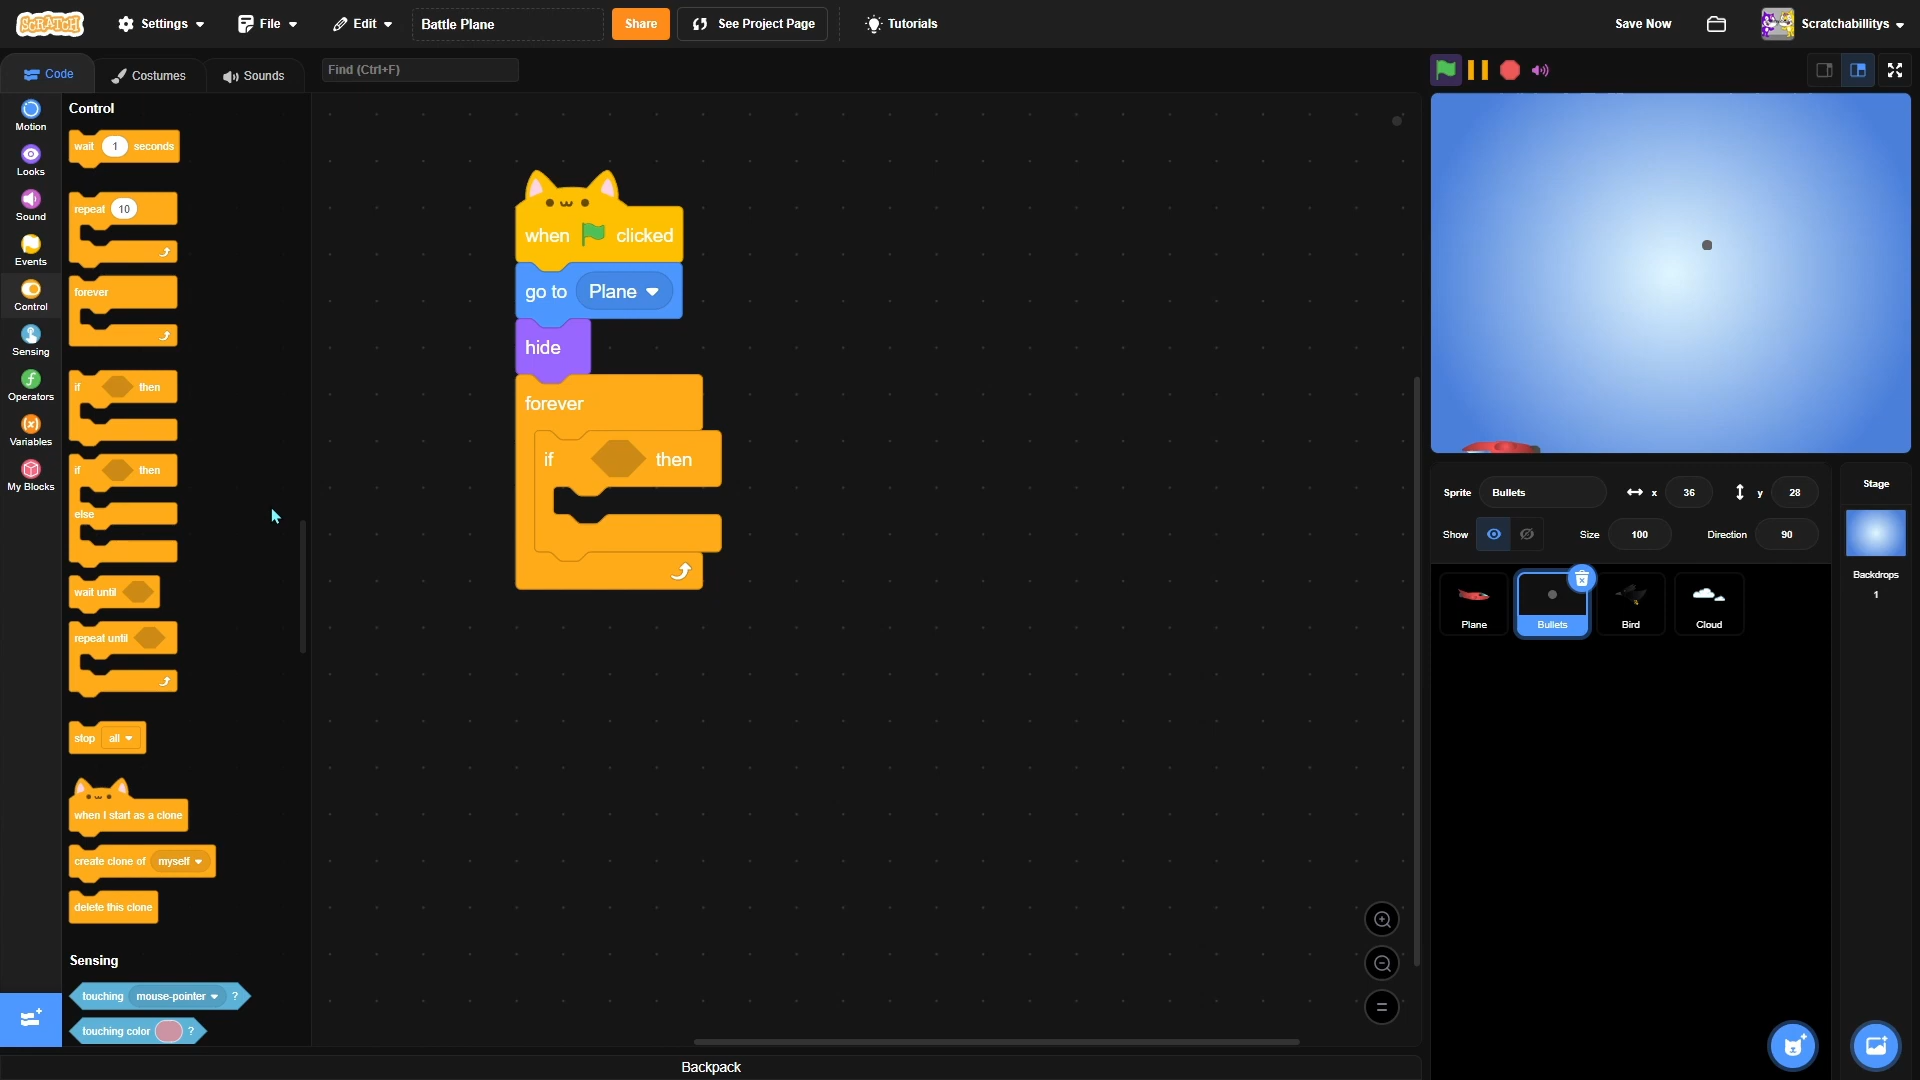 SCRATCH
Settings
File
Edit
Battle Plane
Share
See Project Page
Tutorials
Save Now
Scratchabillitys
Code
Costumes
Sounds
Find (Ctrl+F)
Motion
Looks
Sound
Events
Control
Sensing
Operators
Variables
My Blocks
Control
wait 1 seconds
repeat 10
forever
if then
if then
else
wait until
repeat until
stop all
when I start as a clone
create clone of myself
delete this clone
Sensing
touching mouse-pointer ?
touching color ?
when clicked
go to Plane
hide
forever
if then
Backpack
Sprite Bullets x 36 y 28
Show Size 100 Direction 90
Plane
Bullets
Bird
Cloud
Stage
Backdrops
1